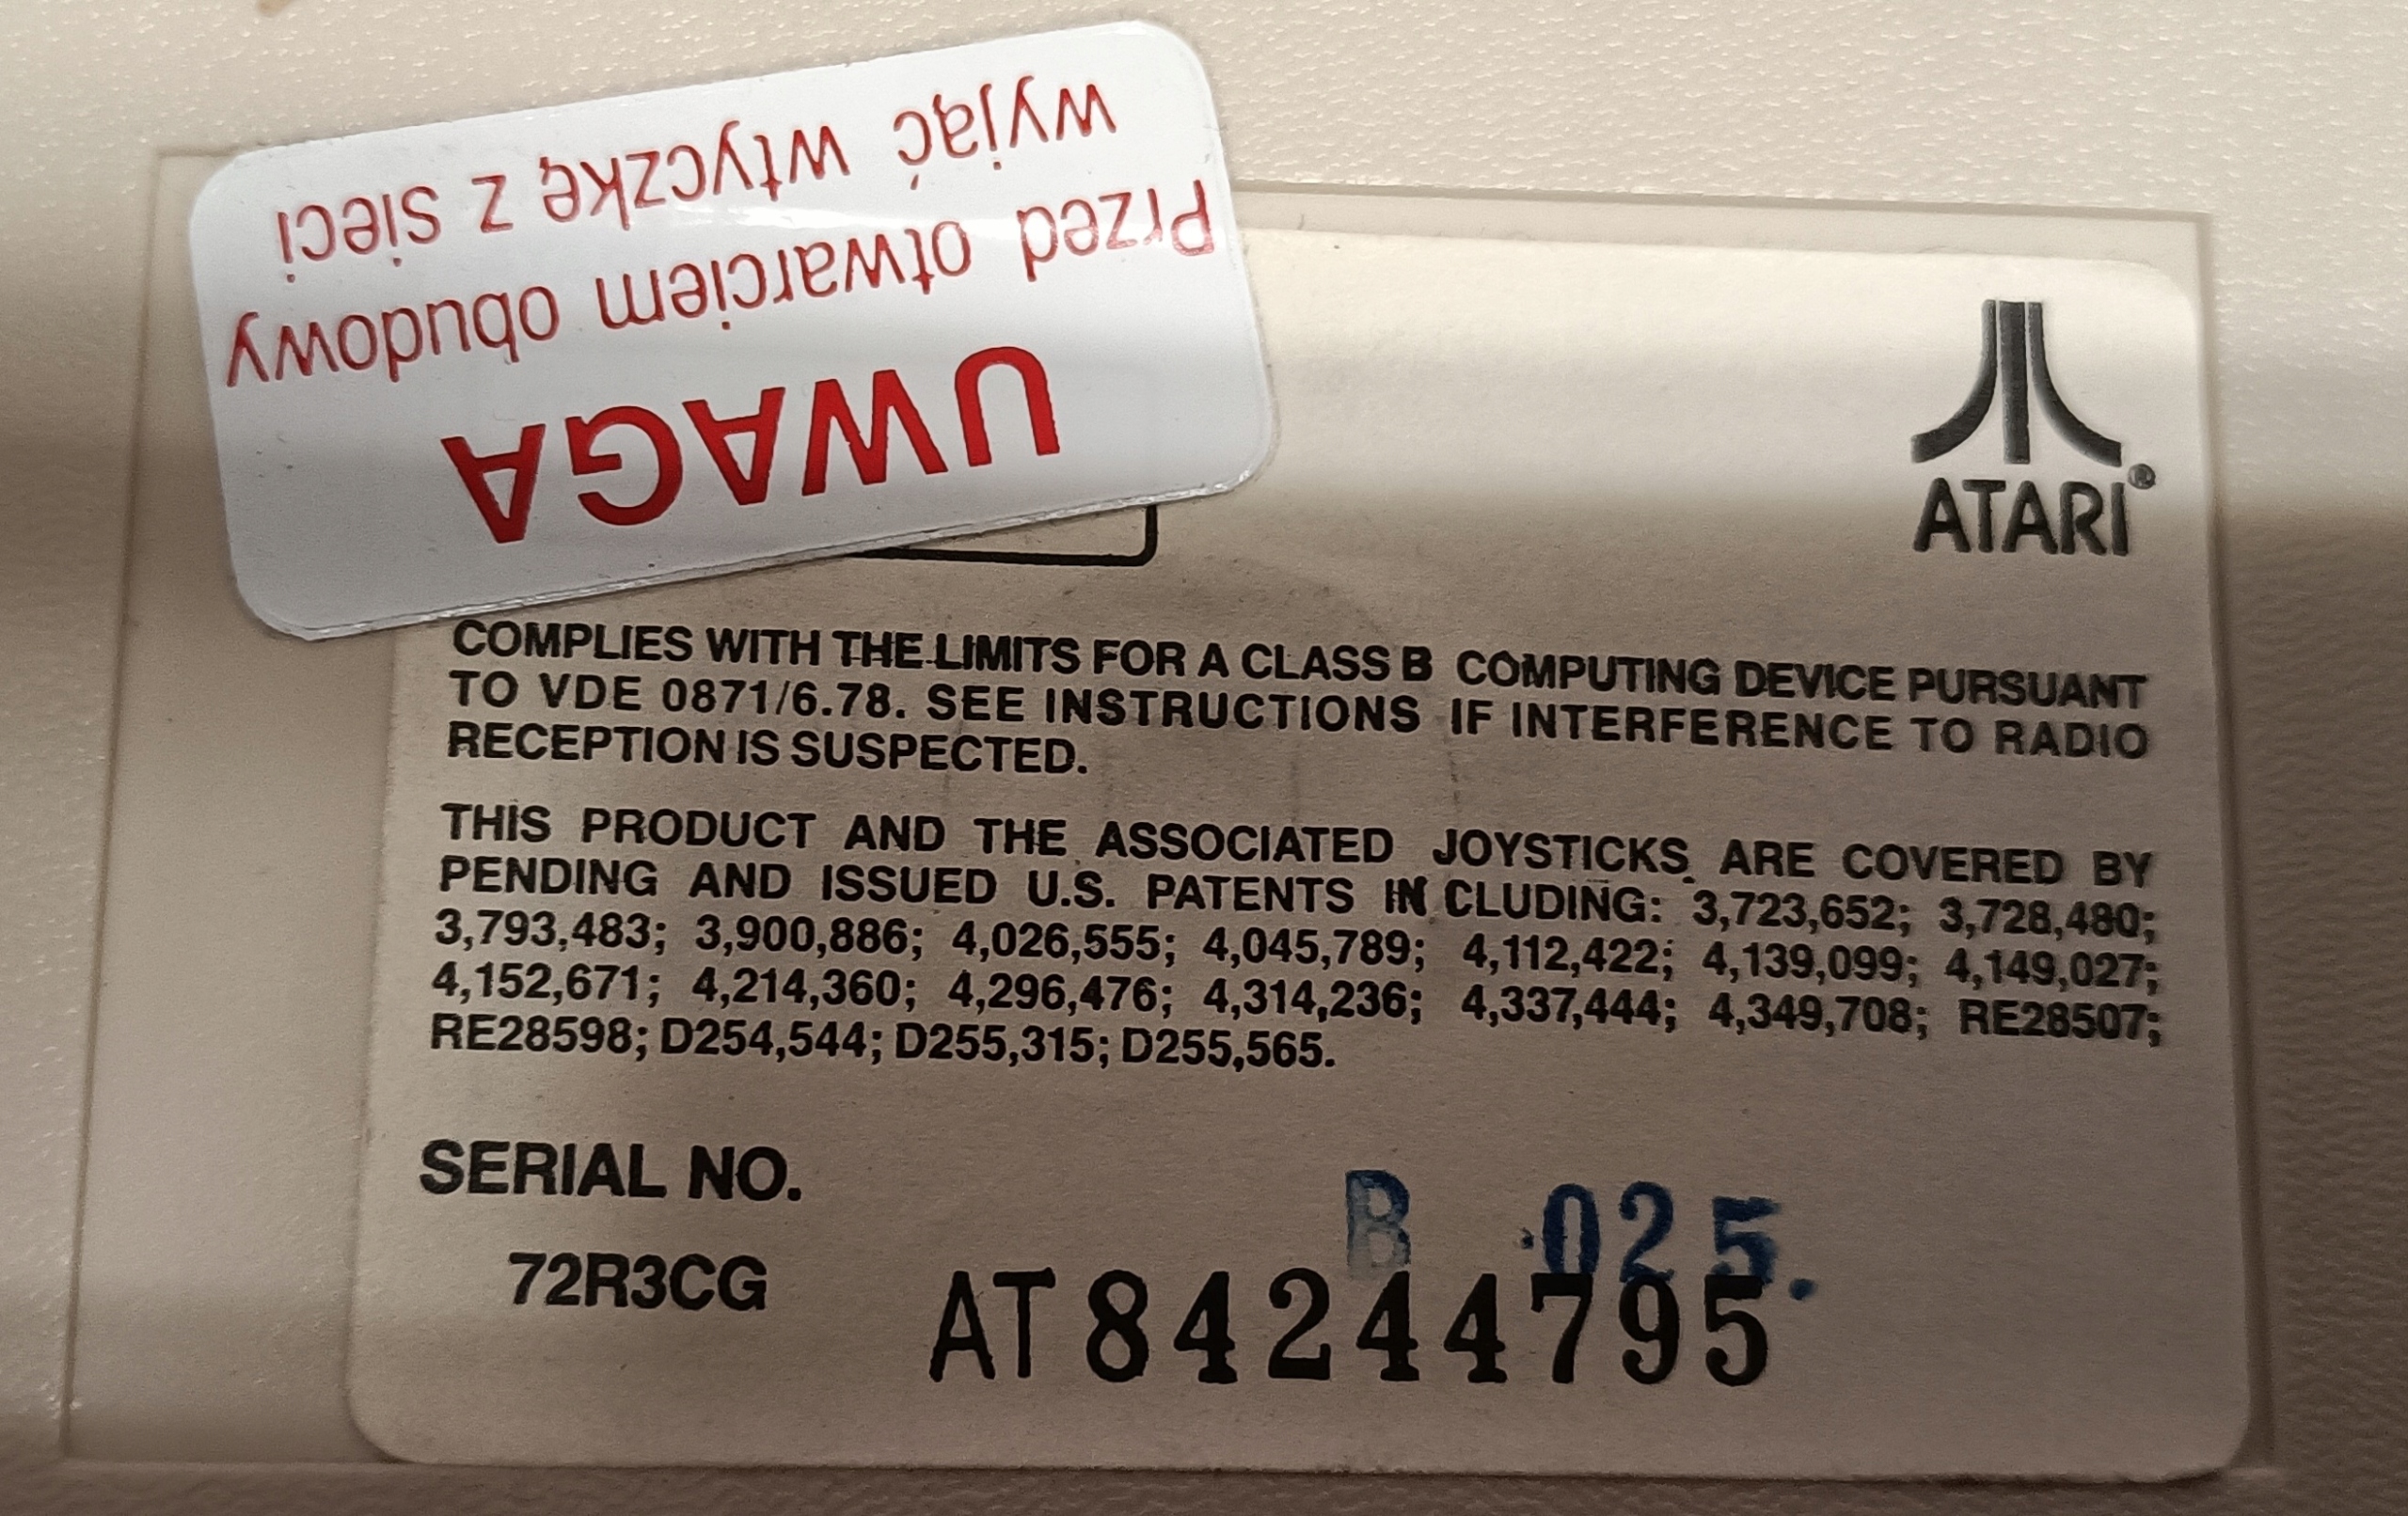 UWAGA
Przed otwarciem obudowy
wyjąć wtyczkę z sieci
ATARI®
COMPLIES WITH THE LIMITS FOR A CLASS B COMPUTING DEVICE PURSUANT
TO VDE 0871/6.78. SEE INSTRUCTIONS IF INTERFERENCE TO RADIO
RECEPTION IS SUSPECTED.
THIS PRODUCT AND THE ASSOCIATED JOYSTICKS ARE COVERED BY
PENDING AND ISSUED U.S. PATENTS IN CLUDING: 3,723,652; 3,728,480;
3,793,483; 3,900,886; 4,026,555; 4,045,789; 4,112,422; 4,139,099; 4,149,027;
4,152,671; 4,214,360; 4,296,476; 4,314,236; 4,337,444; 4,349,708; RE28507;
RE28598; D254,544; D255,315; D255,565.
SERIAL NO.
B 025.
72R3CG
AT84244795